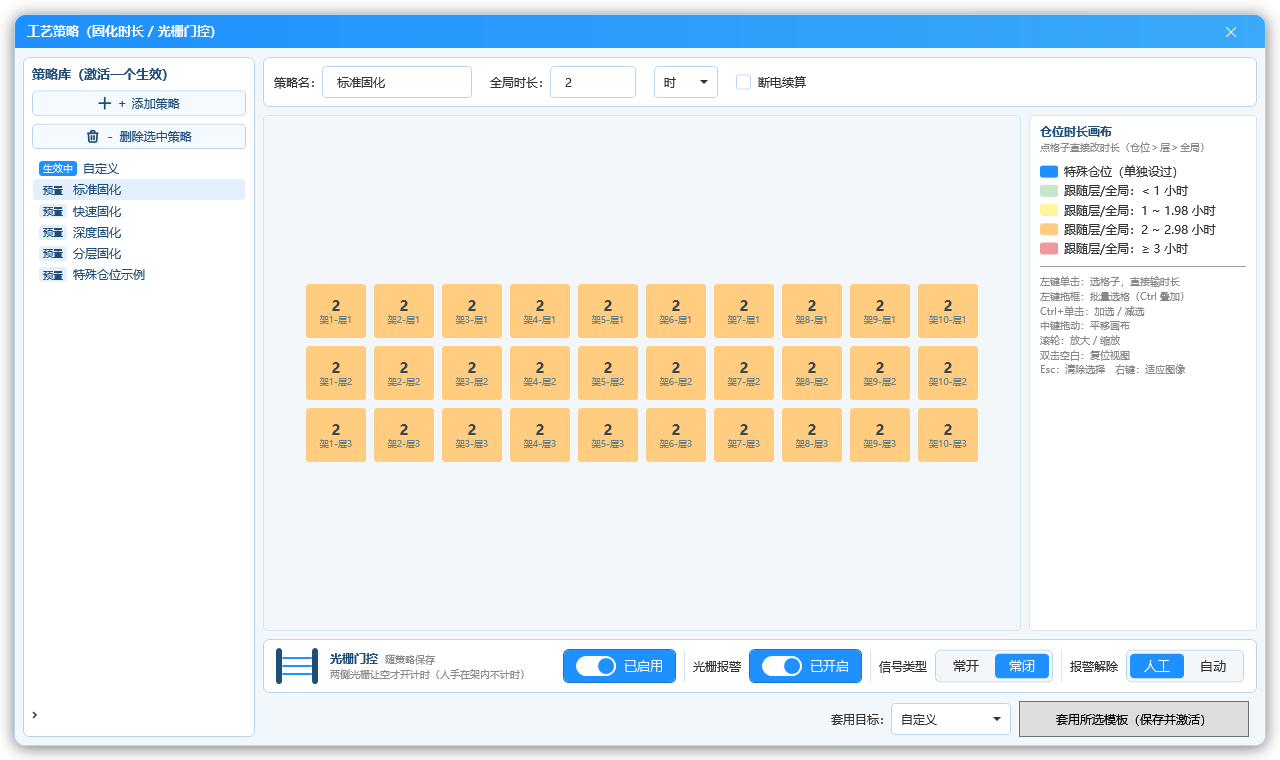 工艺策略（固化时长 / 光栅门控）
策略库（激活一个生效）
+ 添加策略
- 删除选中策略
生效中 自定义
预置 标准固化
预置 快速固化
预置 深度固化
预置 分层固化
预置 特殊仓位示例
策略名： 标准固化 全局时长： 2 时 断电续算
2 2 2 2 2 2 2 2 2 2
架1-层1 架2-层1 架3-层1 架4-层1 架5-层1 架6-层1 架7-层1 架8-层1 架9-层1 架10-层1
2 2 2 2 2 2 2 2 2 2
架1-层2 架2-层2 架3-层2 架4-层2 架5-层2 架6-层2 架7-层2 架8-层2 架9-层2 架10-层2
2 2 2 2 2 2 2 2 2 2
架1-层3 架2-层3 架3-层3 架4-层3 架5-层3 架6-层3 架7-层3 架8-层3 架9-层3 架10-层3
仓位时长画布
点格子直接改时长（仓位 > 层 > 全局）
特殊仓位（单独设过）
跟随层/全局：< 1 小时
跟随层/全局：1 ~ 1.98 小时
跟随层/全局：2 ~ 2.98 小时
跟随层/全局：≥ 3 小时
左键单击：选格子，直接输时长
左键拖框：批量选格（Ctrl 叠加）
Ctrl+单击：加选 / 减选
中键拖动：平移画布
滚轮：放大 / 缩放
双击空白：复位视图
Esc：清除选择 右键：适应图像
光栅门控 随策略保存
两侧光栅让空才开计时（人手在架内不计时）
已启用 光栅报警 已开启 信号类型 常开 常闭 报警解除 人工 自动
套用目标： 自定义 套用所选模板（保存并激活）